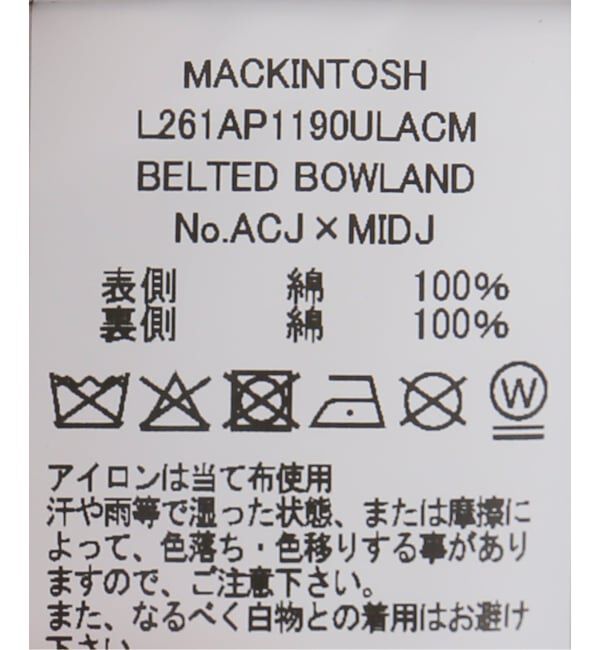 MACKINTOSH
L261AP1190ULACM
BELTED BOWLAND
No.ACJ×MIDJ
表側 綿 100%
裏側 綿 100%
W
アイロンは当て布使用
汗や雨等で湿った状態、または摩擦に
よって、色落ち・色移りする事があり
ますので、ご注意下さい。
また、なるべく白物との着用はお避け
下さい